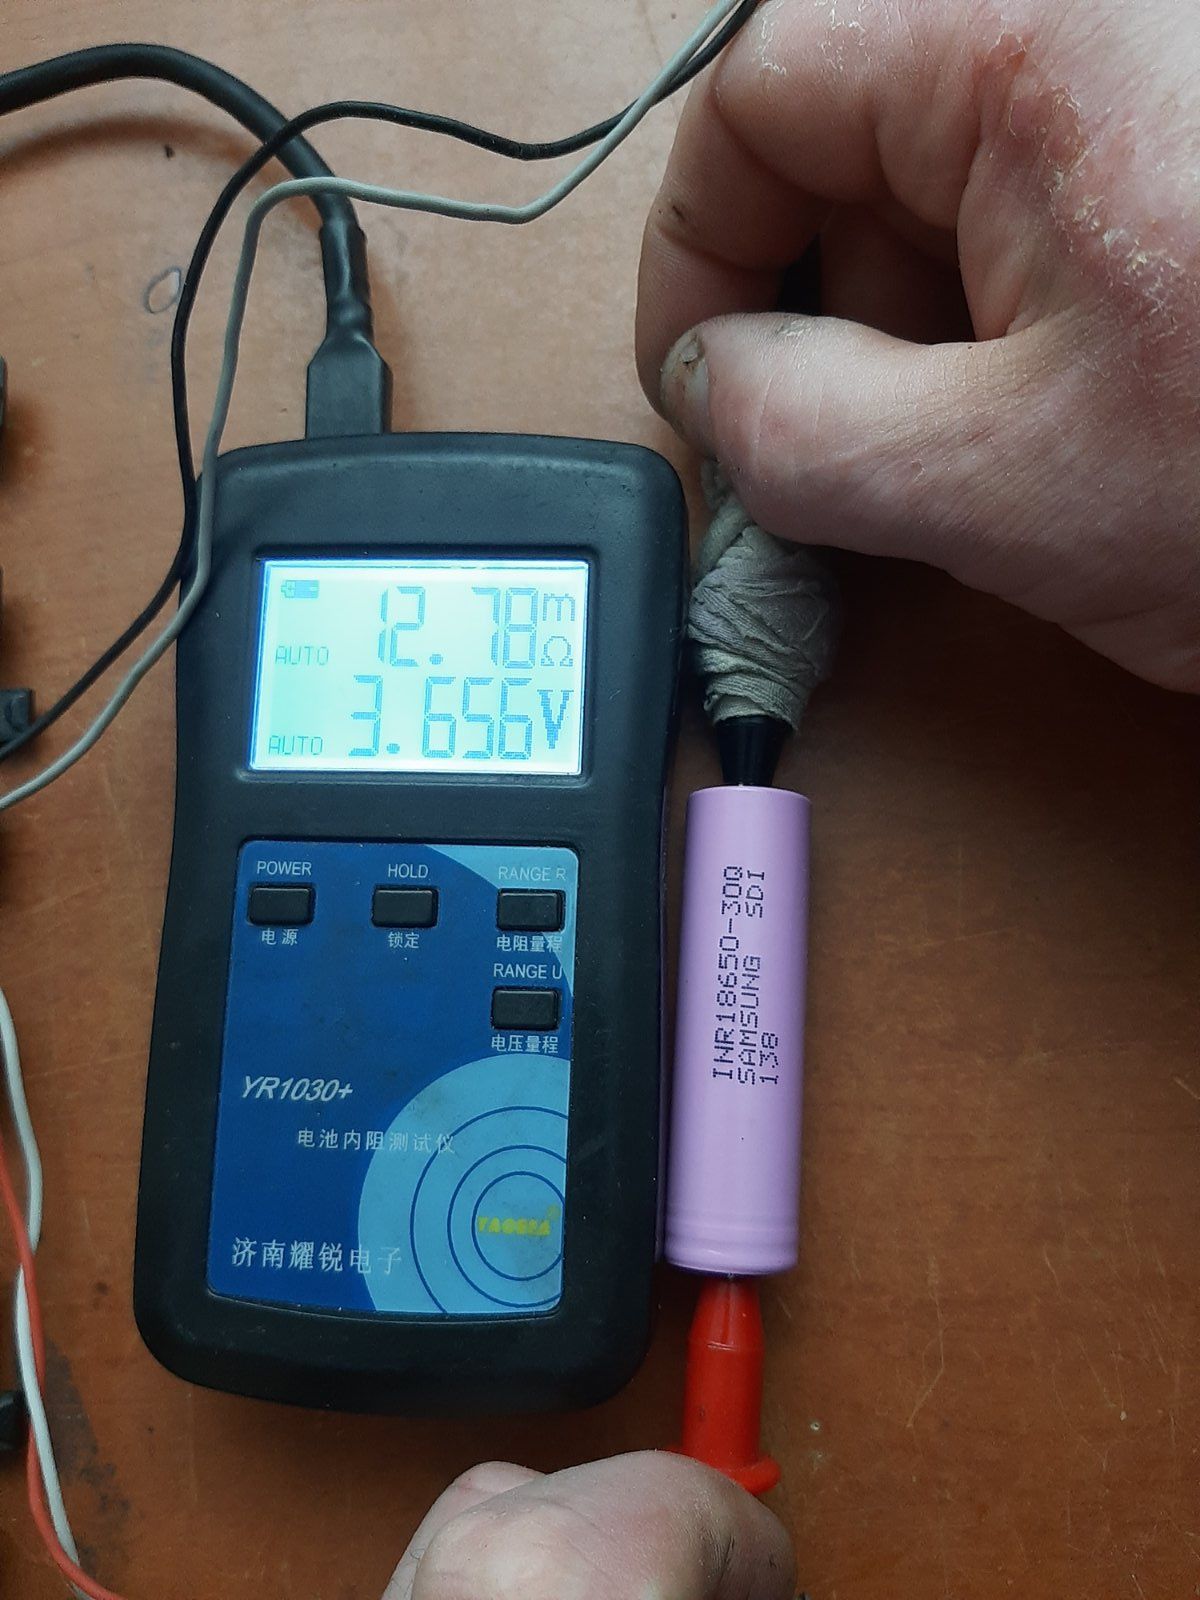 12.78mΩ
AUTO
3.656V
AUTO
POWER
电源
HOLD
锁定
RANGE R
电阻量程
RANGE U
电压量程
YR1030+
电池内阻测试仪
济南耀锐电子
INR18650-30Q
SAMSUNG SDI
138